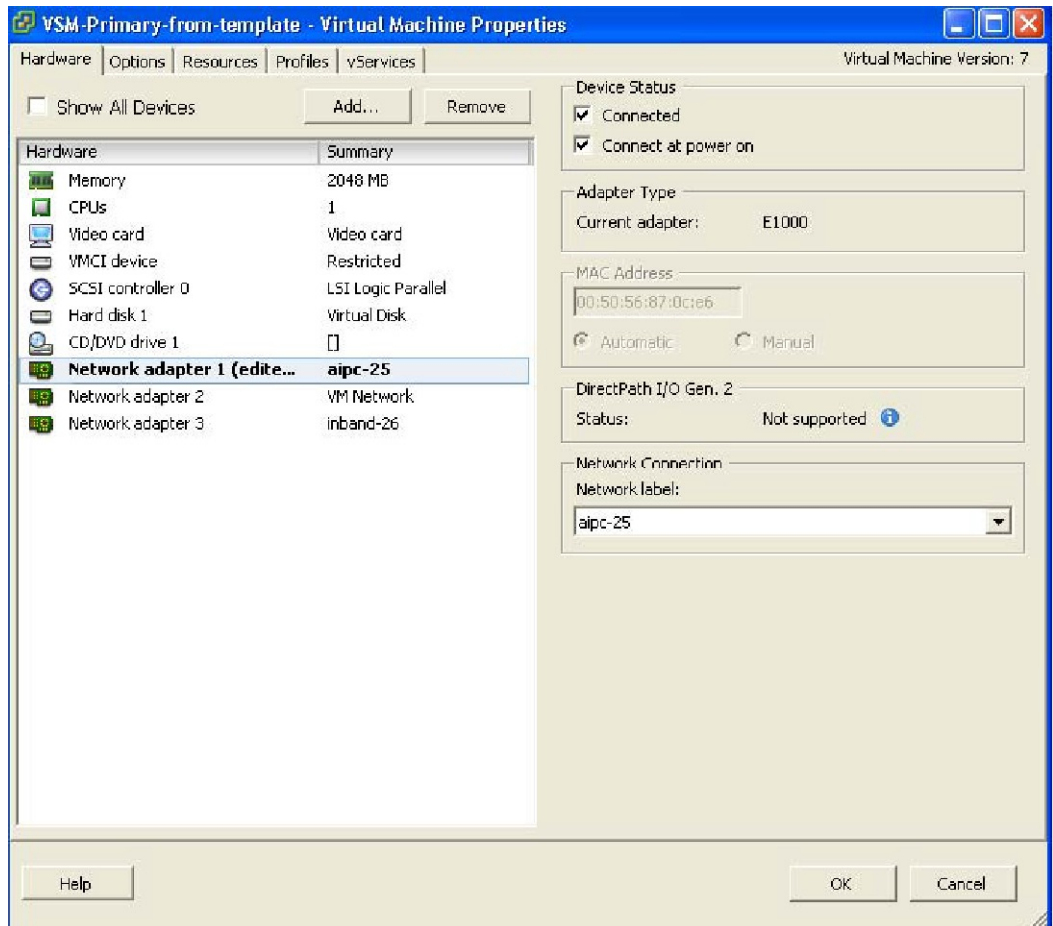 VSM-Primary-from-template - Virtual Machine Properties
Hardware Options Resources Profiles vServices Virtual Machine Version: 7
Show All Devices Add... Remove
Hardware Summary
Memory 2048 MB
CPUs 1
Video card Video card
VMCI device Restricted
SCSI controller 0 LSI Logic Parallel
Hard disk 1 Virtual Disk
CD/DVD drive 1 []
Network adapter 1 (edite... aipc-25
Network adapter 2 VM Network
Network adapter 3 inband-26
Device Status
Connected
Connect at power on
Adapter Type
Current adapter: E1000
MAC Address
00:50:56:87:0c:e6
Automatic Manual
DirectPath I/O Gen. 2
Status: Not supported
Network Connection
Network label:
aipc-25
Help OK Cancel